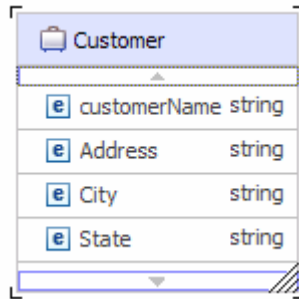 Customer
e customerName string
e Address string
e City string
e State string